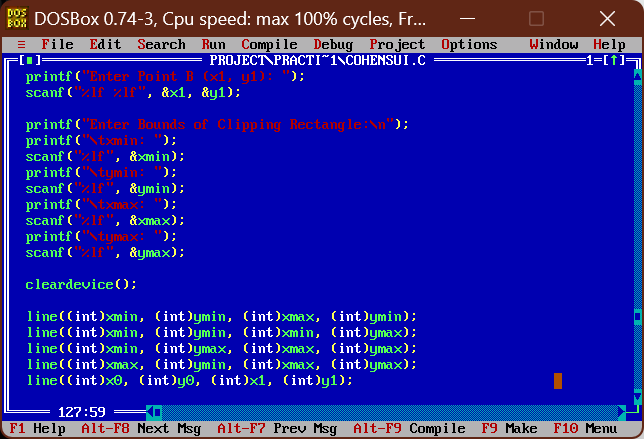 DOS BOX DOSBox 0.74-3, Cpu speed: max 100% cycles, Fr...
≡ File Edit Search Run Compile Debug Project Options Window Help
[■] PROJECT\PRACTI~1\COHENSUI.C 1=[↑]
printf("Enter Point B (x1, y1): ");
scanf("%lf %lf", &x1, &y1);
printf("Enter Bounds of Clipping Rectangle:\n");
printf("\txmin: ");
scanf("%lf", &xmin);
printf("\tymin: ");
scanf("%lf", &ymin);
printf("\txmax: ");
scanf("%lf", &xmax);
printf("\tymax: ");
scanf("%lf", &ymax);
cleardevice();
line((int)xmin, (int)ymin, (int)xmax, (int)ymin);
line((int)xmin, (int)ymin, (int)xmin, (int)ymax);
line((int)xmin, (int)ymax, (int)xmax, (int)ymax);
line((int)xmax, (int)ymin, (int)xmax, (int)ymax);
line((int)x0, (int)y0, (int)x1, (int)y1);
127:59
F1 Help Alt-F8 Next Msg Alt-F7 Prev Msg Alt-F9 Compile F9 Make F10 Menu